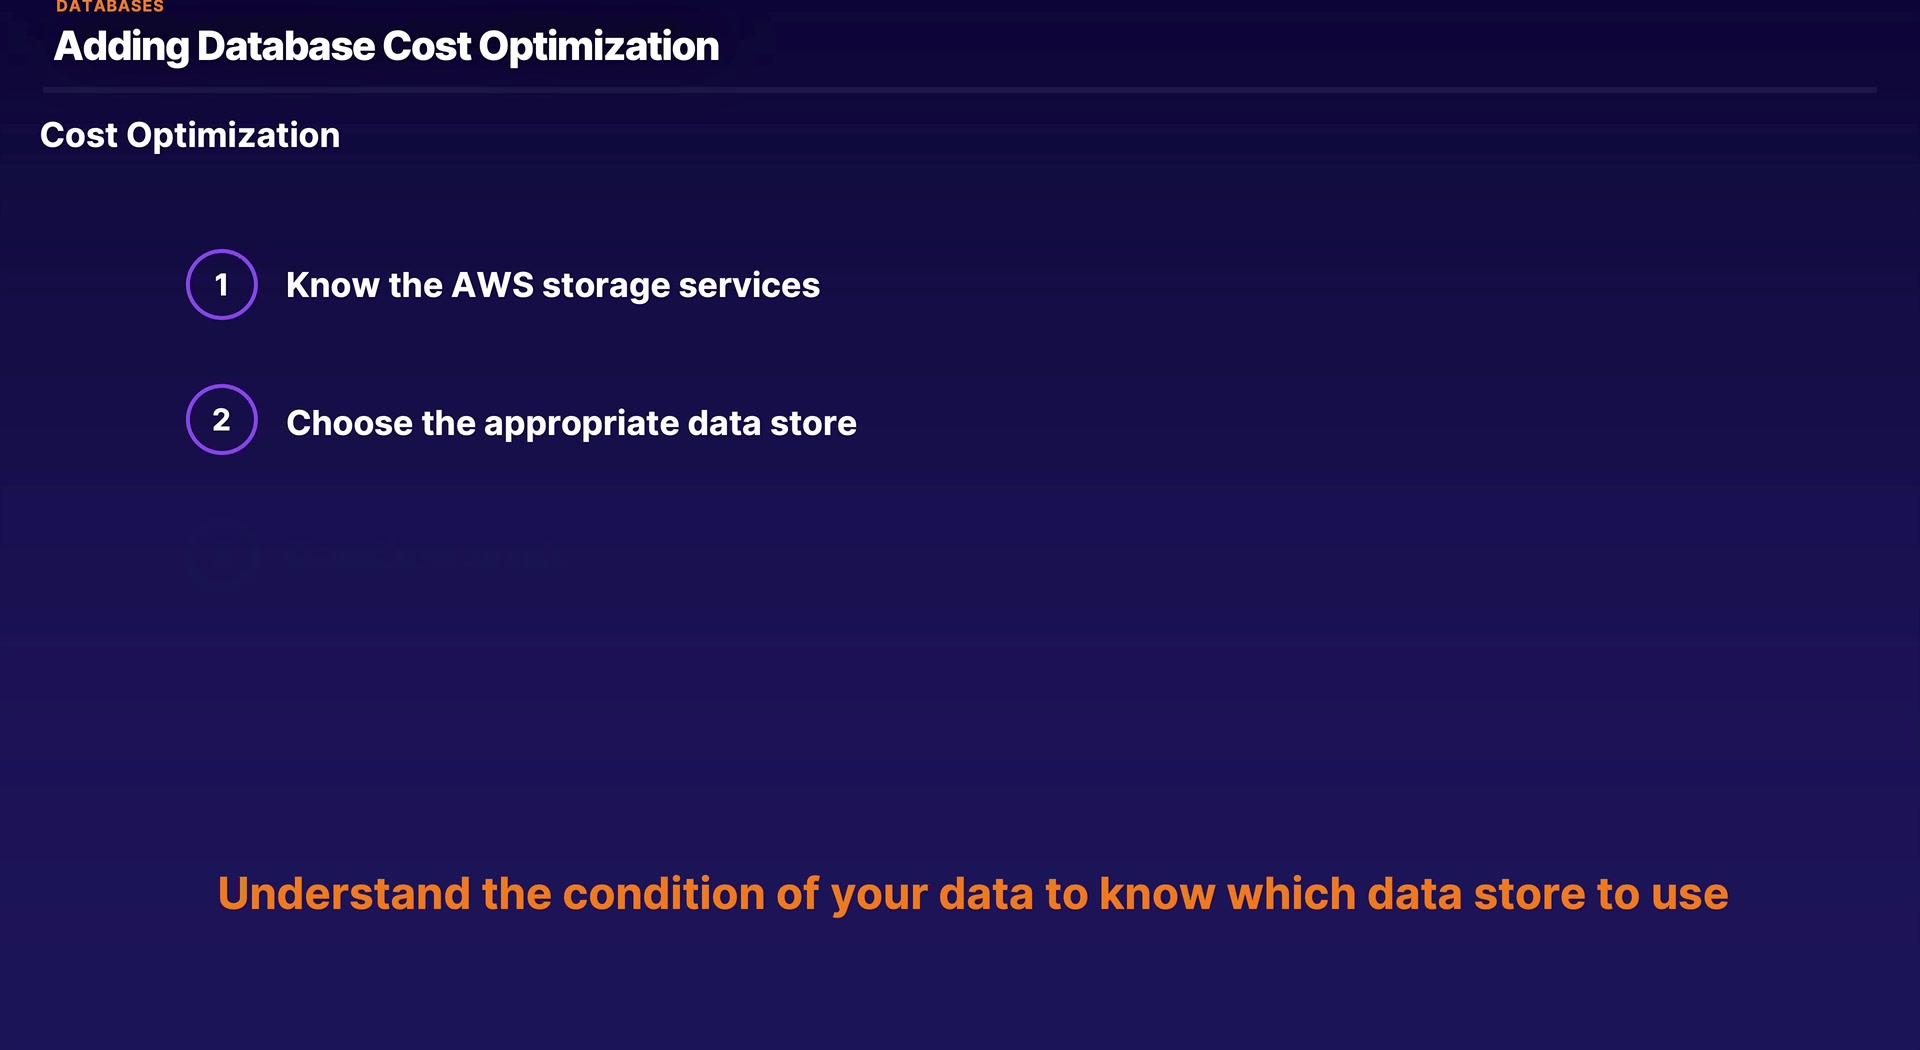 DATABASES
Adding Database Cost Optimization
Cost Optimization
1 Know the AWS storage services
2 Choose the appropriate data store
Understand the condition of your data to know which data store to use